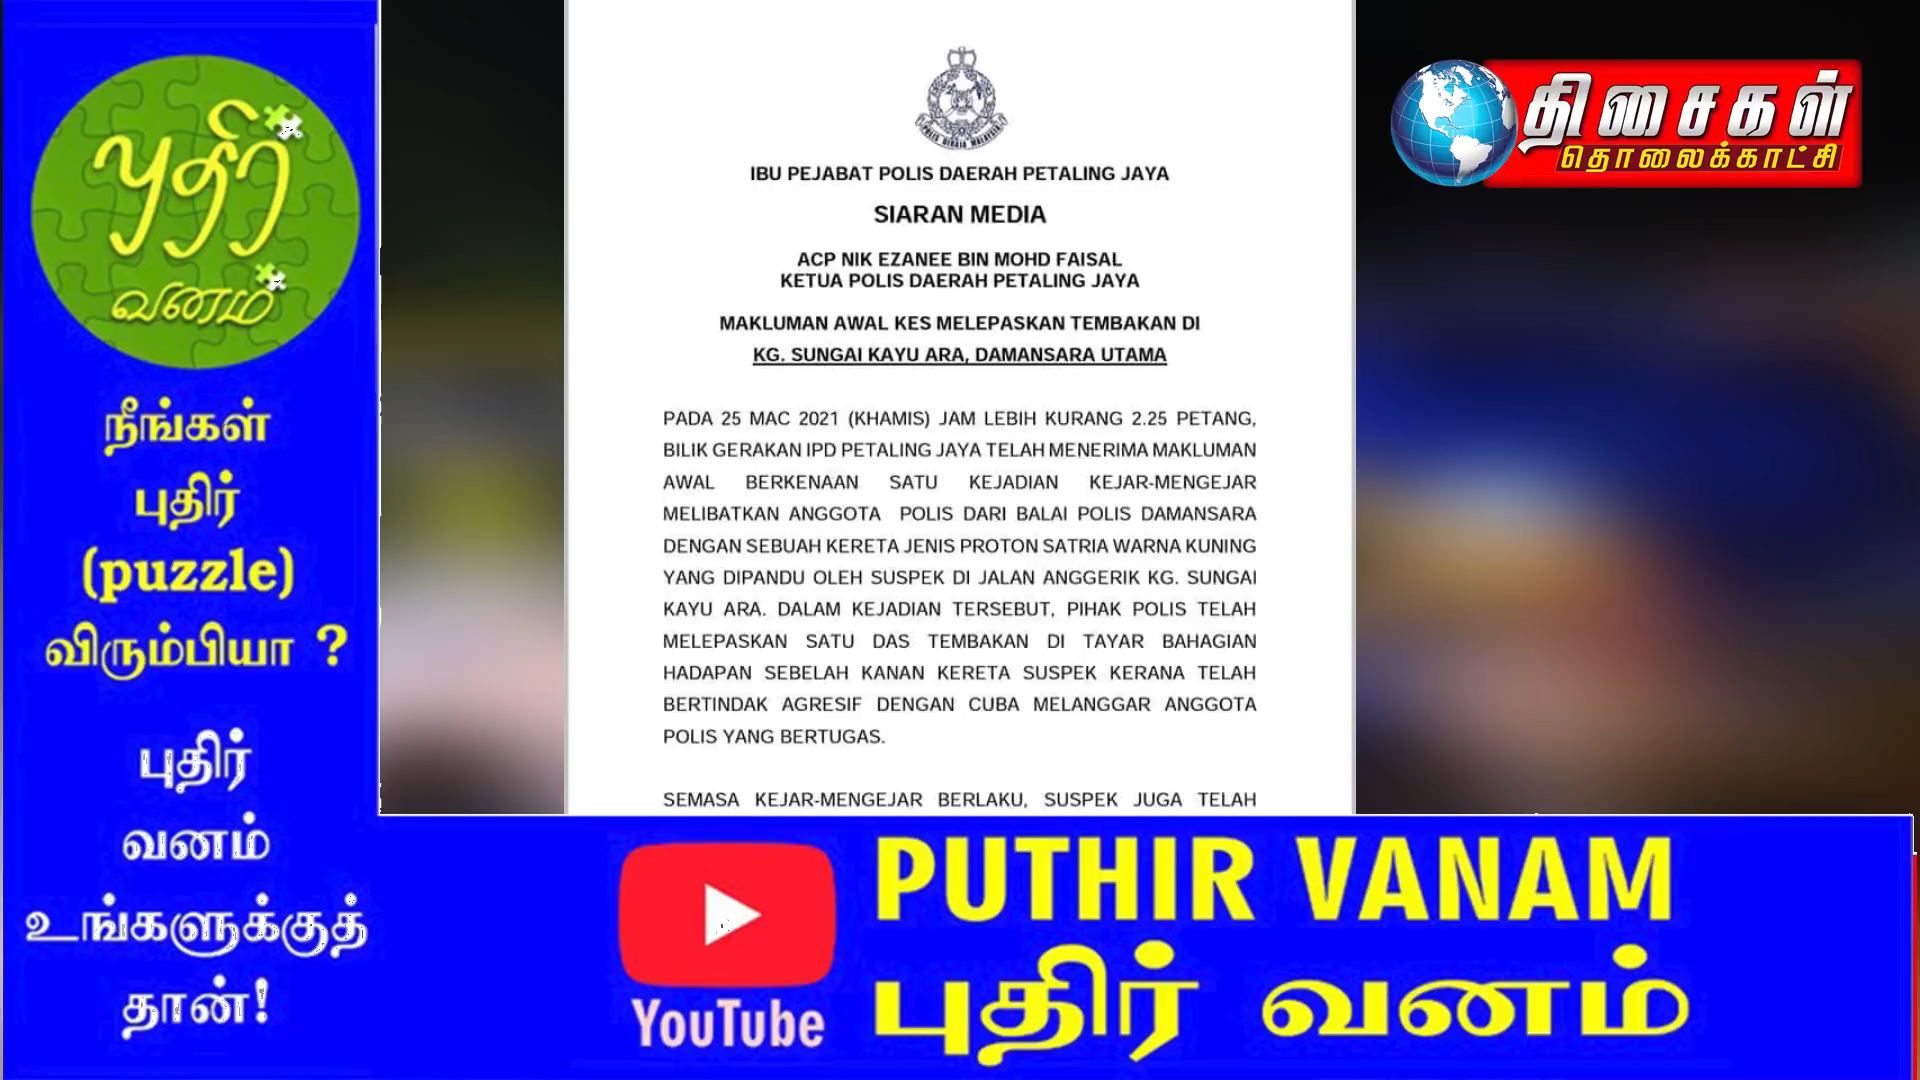 புதிர்
வனம்
நீங்கள்
புதிர்
(puzzle)
விரும்பியா ?
புதிர்
வனம்
உங்களுக்குத்
தான்!
POLIS DIRAJA MALAYSIA
IBU PEJABAT POLIS DAERAH PETALING JAYA
SIARAN MEDIA
ACP NIK EZANEE BIN MOHD FAISAL
KETUA POLIS DAERAH PETALING JAYA
MAKLUMAN AWAL KES MELEPASKAN TEMBAKAN DI
KG. SUNGAI KAYU ARA, DAMANSARA UTAMA
PADA 25 MAC 2021 (KHAMIS) JAM LEBIH KURANG 2.25 PETANG,
BILIK GERAKAN IPD PETALING JAYA TELAH MENERIMA MAKLUMAN
AWAL BERKENAAN SATU KEJADIAN KEJAR-MENGEJAR
MELIBATKAN ANGGOTA POLIS DARI BALAI POLIS DAMANSARA
DENGAN SEBUAH KERETA JENIS PROTON SATRIA WARNA KUNING
YANG DIPANDU OLEH SUSPEK DI JALAN ANGGERIK KG. SUNGAI
KAYU ARA. DALAM KEJADIAN TERSEBUT, PIHAK POLIS TELAH
MELEPASKAN SATU DAS TEMBAKAN DI TAYAR BAHAGIAN
HADAPAN SEBELAH KANAN KERETA SUSPEK KERANA TELAH
BERTINDAK AGRESIF DENGAN CUBA MELANGGAR ANGGOTA
POLIS YANG BERTUGAS.
SEMASA KEJAR-MENGEJAR BERLAKU, SUSPEK JUGA TELAH
திசைகள்
தொலைக்காட்சி
YouTube
PUTHIR VANAM
புதிர் வனம்